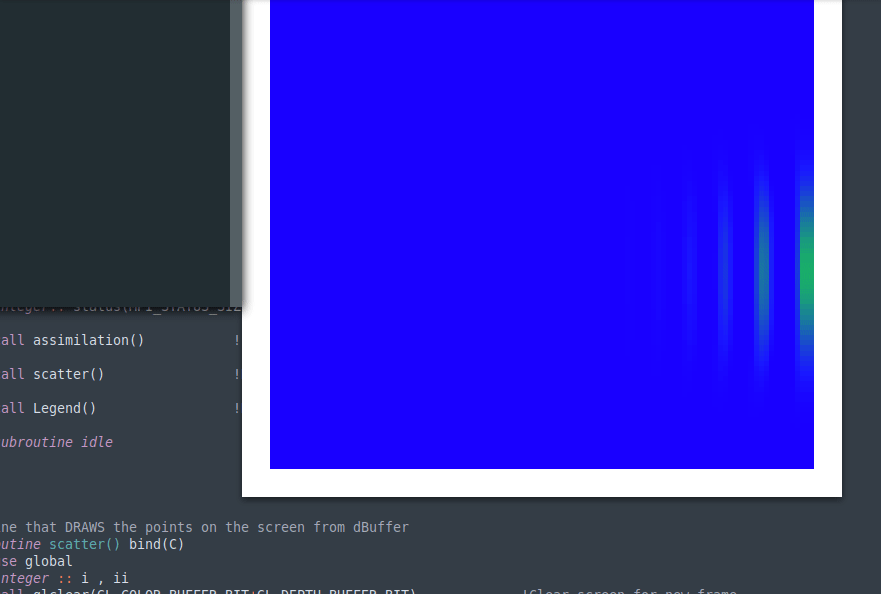 nteger:: status(MPI_STATUS_SIZ
all assimilation() !
all scatter() !
all Legend() !
ubroutine idle
ne that DRAWS the points on the screen from dBuffer
outine scatter() bind(C)
se global
nteger :: i , ii
all glclear(GL_COLOR_BUFFER_BIT+GL_DEPTH_BUFFER_BIT) !Clear screen for new frame